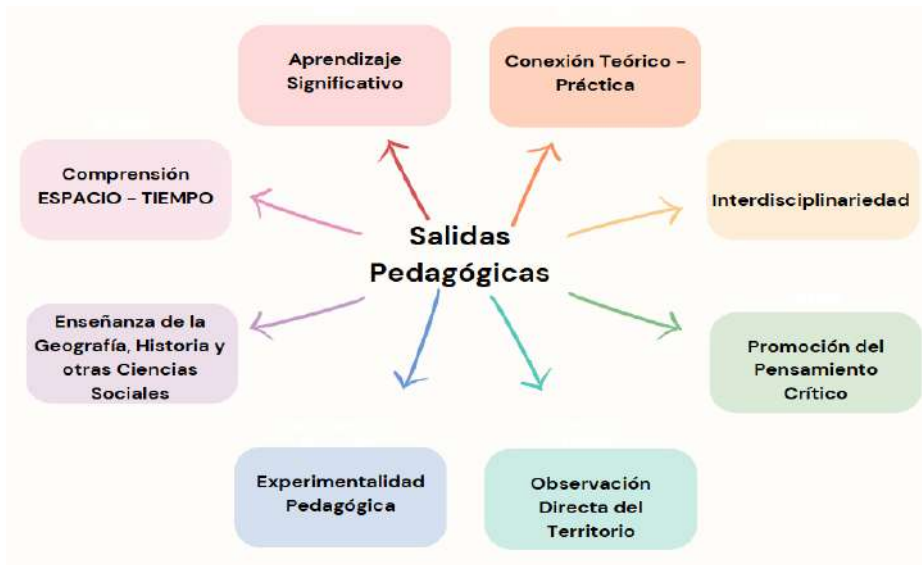 Aprendizaje
Significativo
Conexión Teórico –
Práctica
Comprensión
ESPACIO – TIEMPO
Interdisciplinariedad
Salidas
Pedagógicas
Enseñanza de la
Geografía, Historia y
otras Ciencias
Sociales
Promoción del
Pensamiento
Crítico
Experimentalidad
Pedagógica
Observación
Directa del
Territorio